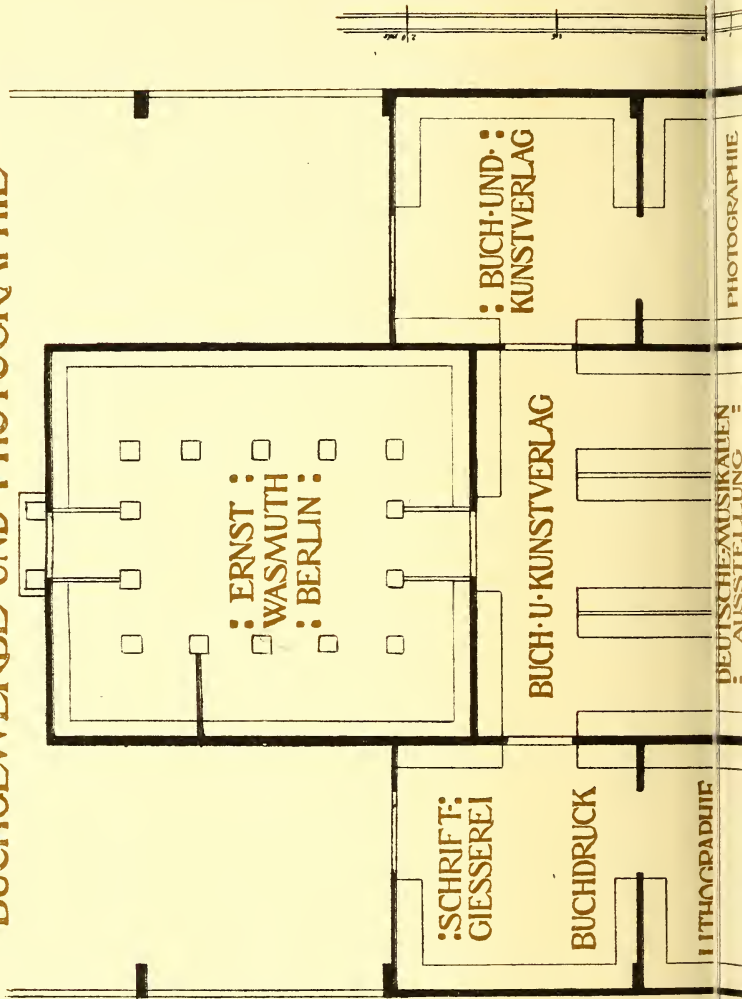 BUCHGEWERBE UND PHOTOGRAPHIE
: BUCH·UND· :
KUNSTVERLAG
PHOTOGRAPHIE
: ERNST :
WASMUTH
: BERLIN :
BUCH·U·KUNSTVERLAG
DEUTSCHE·MUSIKALIEN
: AUSSTELLUNG :
:SCHRIFT:
GIESSEREI
BUCHDRUCK
LITHOGRAPHIE